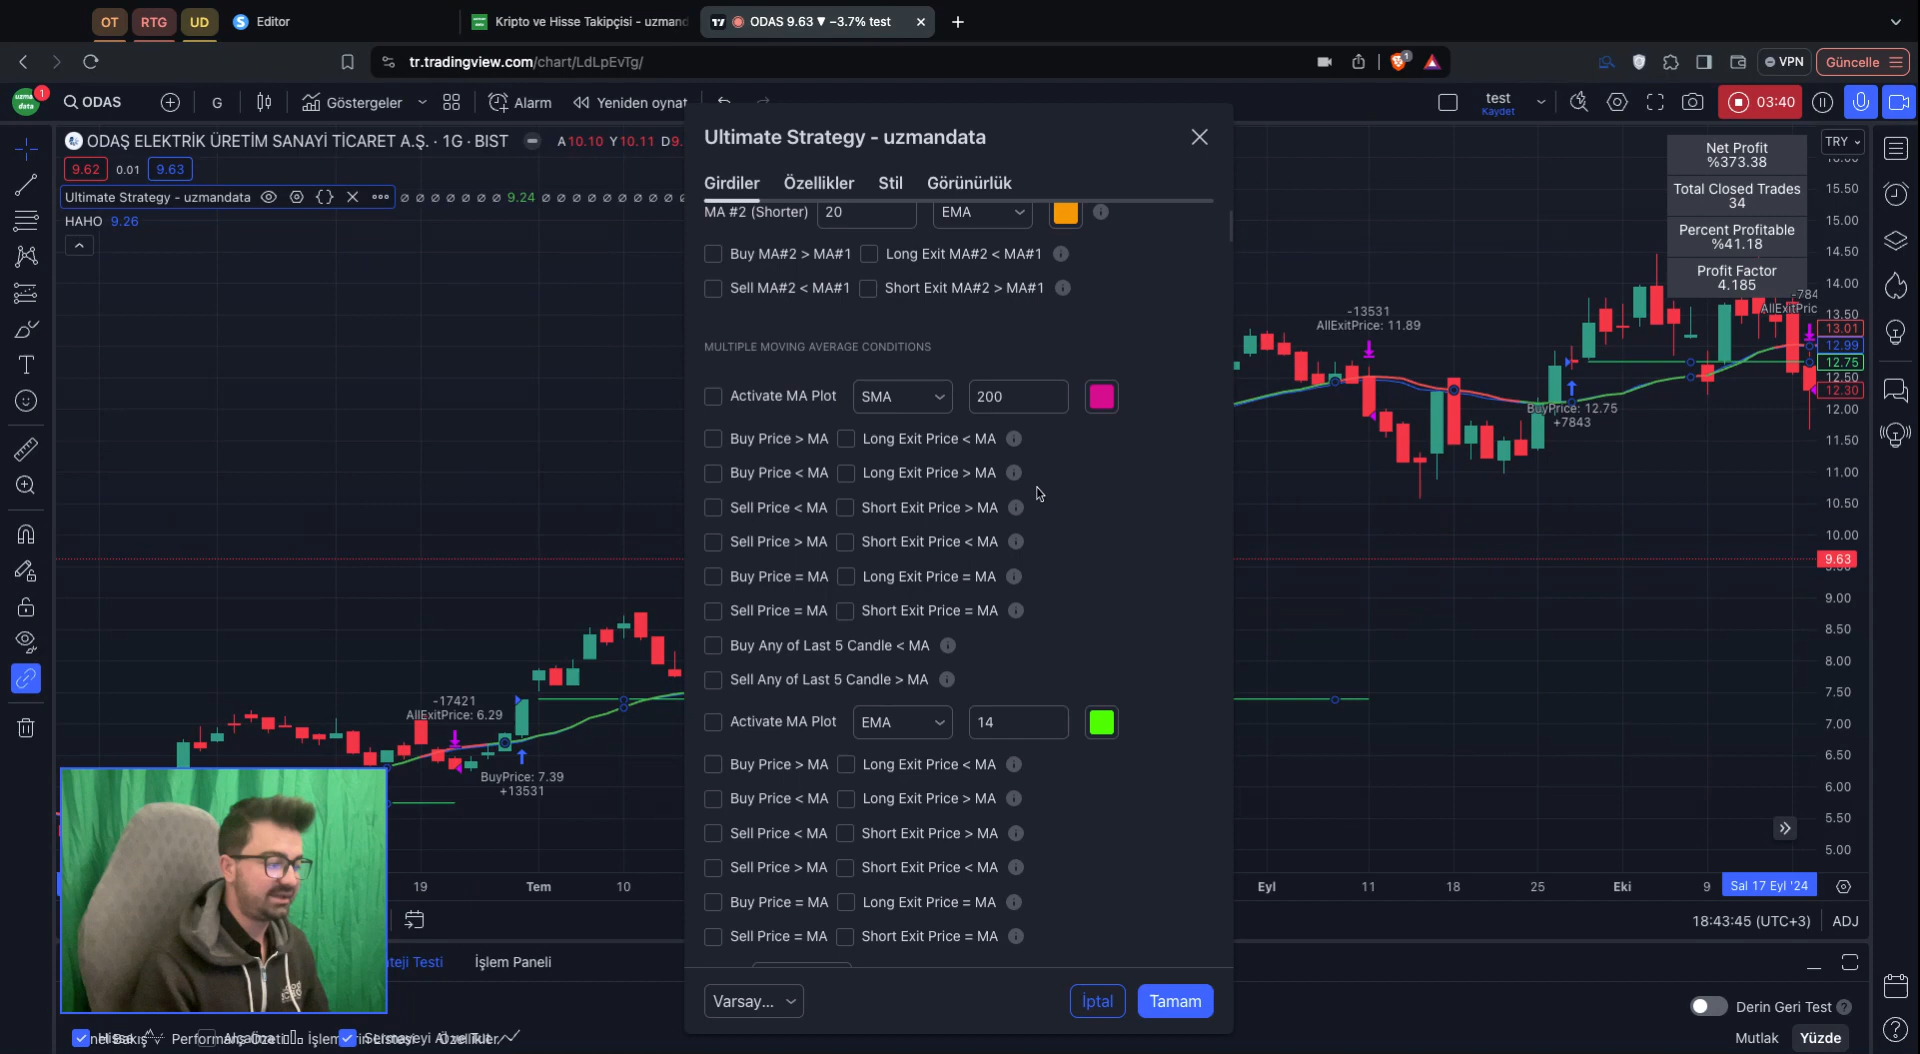 OT RTG UD Editor Kripto ve Hisse Takipçisi - uzmand ODAS 9.63 ▼ −3.7% test
tr.tradingview.com/chart/LdLpEvTg/ 1 VPN Güncelle
uzman data 1 ODAS G Göstergeler Alarm Yeniden oynat test Kaydet 03:40
ODAŞ ELEKTRİK ÜRETİM SANAYİ TİCARET A.Ş. · 1G · BIST A10.10 Y10.11 D9.
9.62 0.01 9.63
Ultimate Strategy - uzmandata ∅ ∅ ∅ ∅ ∅ ∅ ∅ 9.24 ∅ ∅ ∅ ∅ ∅ ∅ ∅ ∅ ∅
HAHO 9.26
Ultimate Strategy - uzmandata
Girdiler Özellikler Stil Görünürlük
MA #2 (Shorter) 20 EMA
Buy MA#2 > MA#1 Long Exit MA#2 < MA#1
Sell MA#2 < MA#1 Short Exit MA#2 > MA#1
MULTIPLE MOVING AVERAGE CONDITIONS
Activate MA Plot SMA 200
Buy Price > MA Long Exit Price < MA
Buy Price < MA Long Exit Price > MA
Sell Price < MA Short Exit Price > MA
Sell Price > MA Short Exit Price < MA
Buy Price = MA Long Exit Price = MA
Sell Price = MA Short Exit Price = MA
Buy Any of Last 5 Candle < MA
Sell Any of Last 5 Candle > MA
Activate MA Plot EMA 14
Buy Price > MA Long Exit Price < MA
Buy Price < MA Long Exit Price > MA
Sell Price < MA Short Exit Price > MA
Sell Price > MA Short Exit Price < MA
Buy Price = MA Long Exit Price = MA
Sell Price = MA Short Exit Price = MA
Varsay... İptal Tamam
Net Profit
%373.38
Total Closed Trades
34
Percent Profitable
%41.18
Profit Factor
4.185
TRY
15.50
15.00
14.50
14.00
13.50
13.01
12.99
12.75
12.50
12.30
12.00
11.50
11.00
10.50
10.00
9.63
9.00
8.50
8.00
7.50
7.00
6.50
6.00
5.50
5.00
-784
AllExitPric
-13531
AllExitPrice: 11.89
BuyPrice: 12.75
+7843
-17421
AllExitPrice: 6.29
BuyPrice: 7.39
+13531
19 Tem 10 Eyl 11 18 25 Eki 9 Sal 17 Eyl '24
18:43:45 (UTC+3) ADJ
teji Testi İşlem Paneli
Derin Geri Test
Mutlak Yüzde